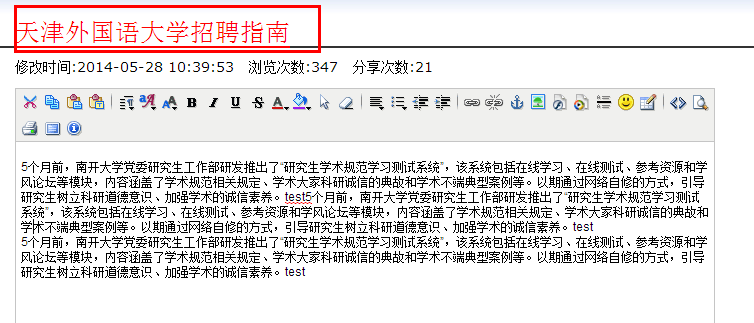 天津外国语大学招聘指南
修改时间:2014-05-28 10:39:53 浏览次数:347 分享次数:21
5个月前，南开大学党委研究生工作部研发推出了“研究生学术规范学习测试系统”，该系统包括在线学习、在线测试、参考资源和学
风论坛等模块，内容涵盖了学术规范相关规定、学术大家科研诚信的典故和学术不端典型案例等。以期通过网络自修的方式，引导
研究生树立科研道德意识、加强学术的诚信素养。test5个月前，南开大学党委研究生工作部研发推出了“研究生学术规范学习测试
系统”，该系统包括在线学习、在线测试、参考资源和学风论坛等模块，内容涵盖了学术规范相关规定、学术大家科研诚信的典故和
学术不端典型案例等。以期通过网络自修的方式，引导研究生树立科研道德意识、加强学术的诚信素养。test
5个月前，南开大学党委研究生工作部研发推出了“研究生学术规范学习测试系统”，该系统包括在线学习、在线测试、参考资源和学
风论坛等模块，内容涵盖了学术规范相关规定、学术大家科研诚信的典故和学术不端典型案例等。以期通过网络自修的方式，引导
研究生树立科研道德意识、加强学术的诚信素养。test